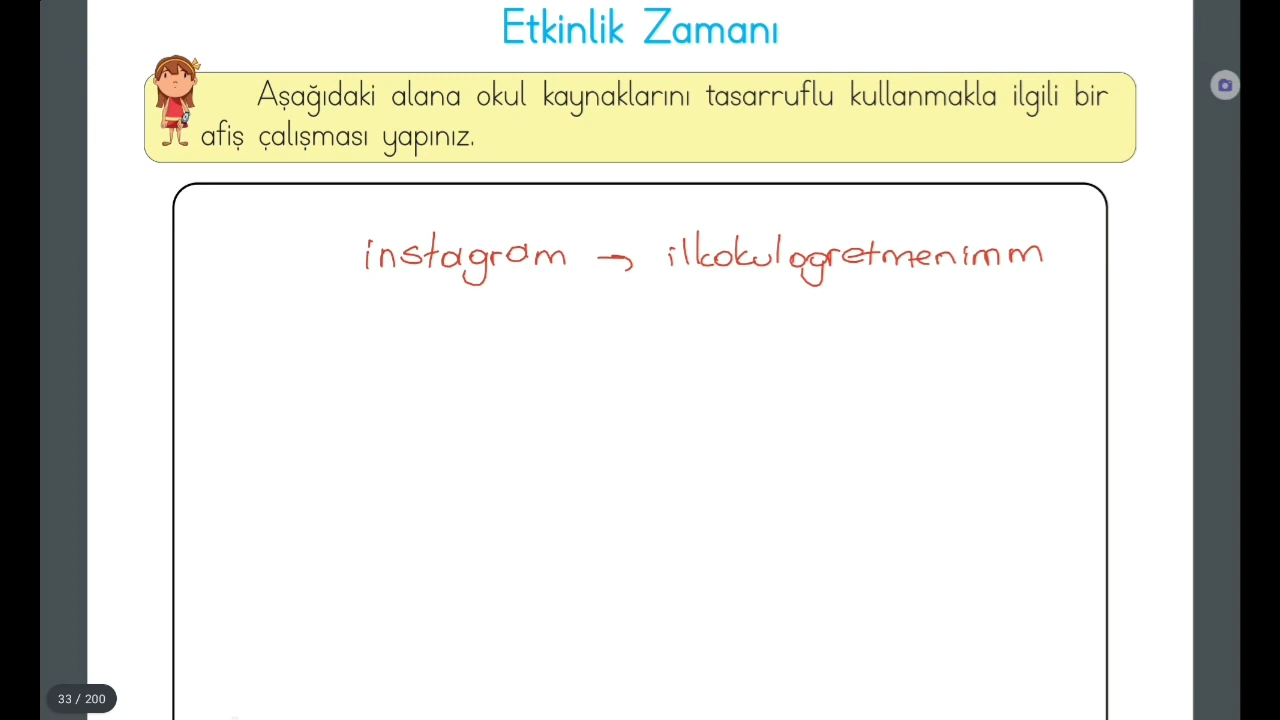 Etkinlik Zamanı
Aşağıdaki alana okul kaynaklarını tasarruflu kullanmakla ilgili bir
afiş çalışması yapınız.
instagram → ilkokulogretmenimm
33 / 200